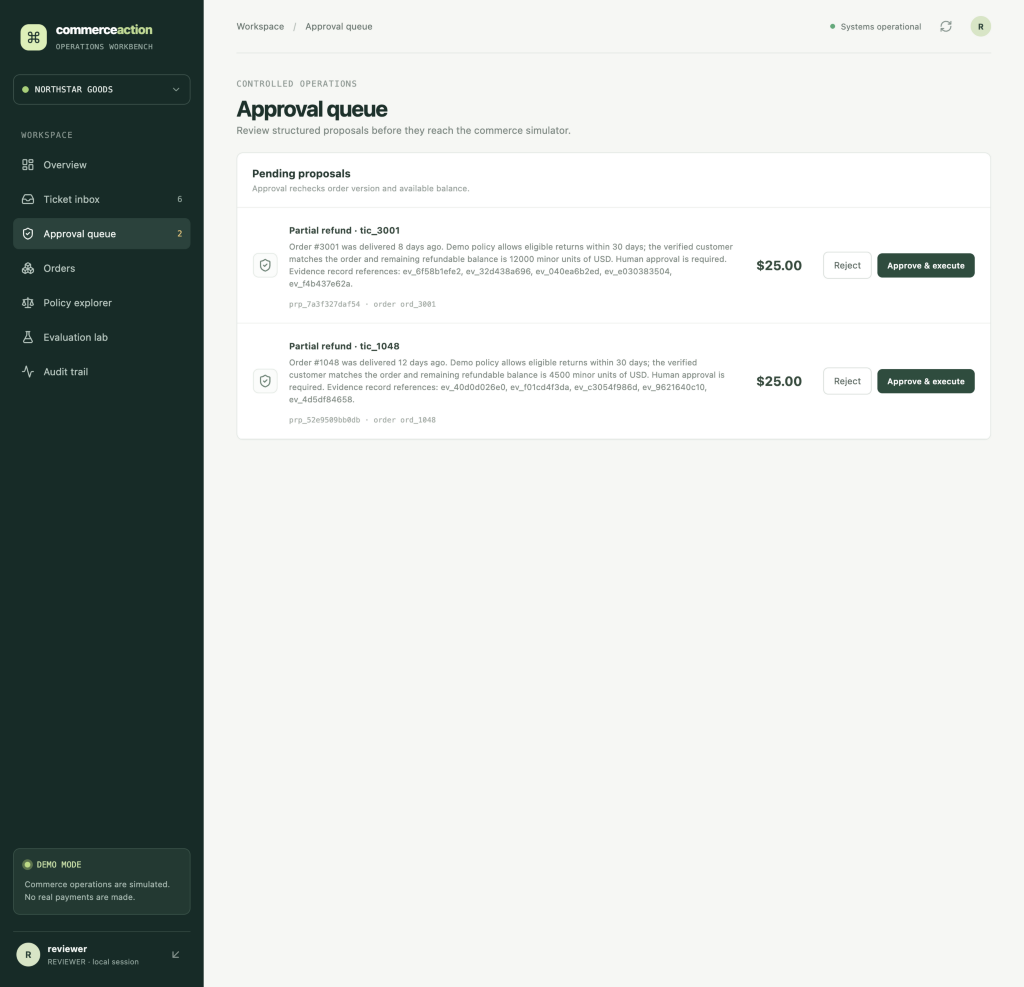 commerceaction
OPERATIONS WORKBENCH
NORTHSTAR GOODS
WORKSPACE
Overview
Ticket inbox 6
Approval queue 2
Orders
Policy explorer
Evaluation lab
Audit trail
DEMO MODE
Commerce operations are simulated.
No real payments are made.
R
reviewer
REVIEWER · local session
Workspace / Approval queue
Systems operational
R
CONTROLLED OPERATIONS
Approval queue
Review structured proposals before they reach the commerce simulator.
Pending proposals
Approval rechecks order version and available balance.
Partial refund · tic_3001
Order #3001 was delivered 8 days ago. Demo policy allows eligible returns within 30 days; the verified customer
matches the order and remaining refundable balance is 12000 minor units of USD. Human approval is required.
Evidence record references: ev_6f58b1efe2, ev_32d438a696, ev_040ea6b2ed, ev_e030383504,
ev_f4b437e62a.
prp_7a3f327daf54 · order ord_3001
$25.00
Reject
Approve & execute
Partial refund · tic_1048
Order #1048 was delivered 12 days ago. Demo policy allows eligible returns within 30 days; the verified
customer matches the order and remaining refundable balance is 4500 minor units of USD. Human approval is
required. Evidence record references: ev_40d0d026e0, ev_f01cd4f3da, ev_c3054f986d, ev_9621640c10,
ev_4d5df84658.
prp_52e9509bb0db · order ord_1048
$25.00
Reject
Approve & execute